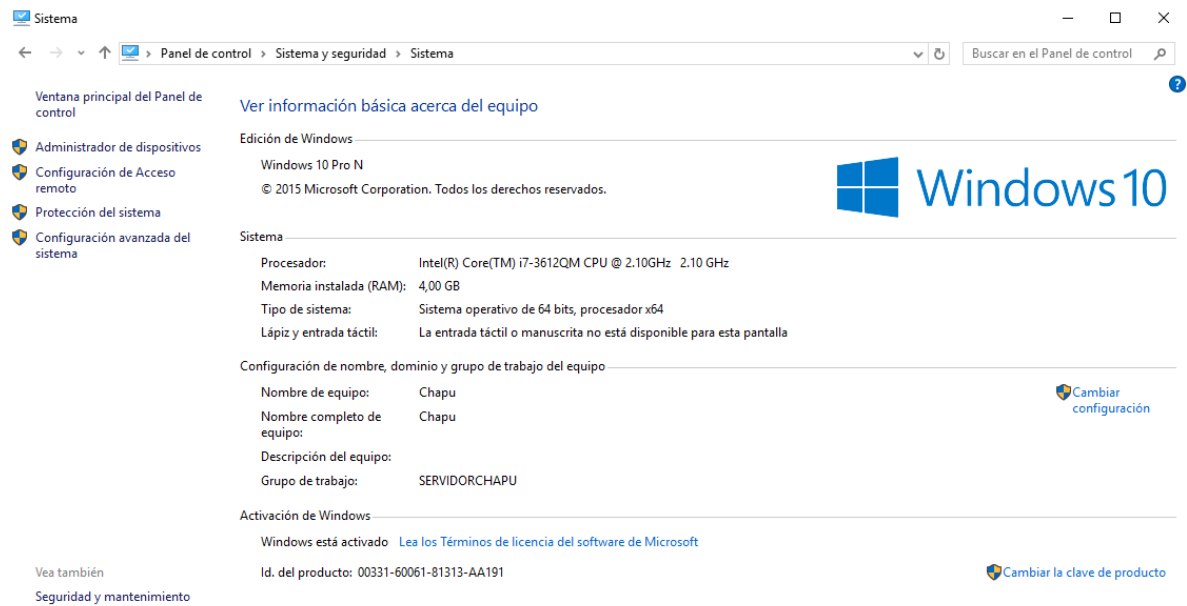 Sistema
Panel de control > Sistema y seguridad > Sistema
Buscar en el Panel de control
?
Ventana principal del Panel de
control
Administrador de dispositivos
Configuración de Acceso
remoto
Protección del sistema
Configuración avanzada del
sistema
Ver información básica acerca del equipo
Edición de Windows
Windows 10 Pro N
© 2015 Microsoft Corporation. Todos los derechos reservados.
Windows 10
Sistema
Procesador: Intel(R) Core(TM) i7-3612QM CPU @ 2.10GHz 2.10 GHz
Memoria instalada (RAM): 4,00 GB
Tipo de sistema: Sistema operativo de 64 bits, procesador x64
Lápiz y entrada táctil: La entrada táctil o manuscrita no está disponible para esta pantalla
Configuración de nombre, dominio y grupo de trabajo del equipo
Nombre de equipo: Chapu
Cambiar
configuración
Nombre completo de Chapu
equipo:
Descripción del equipo:
Grupo de trabajo: SERVIDORCHAPU
Activación de Windows
Windows está activado Lea los Términos de licencia del software de Microsoft
Id. del producto: 00331-60061-81313-AA191
Cambiar la clave de producto
Vea también
Seguridad y mantenimiento